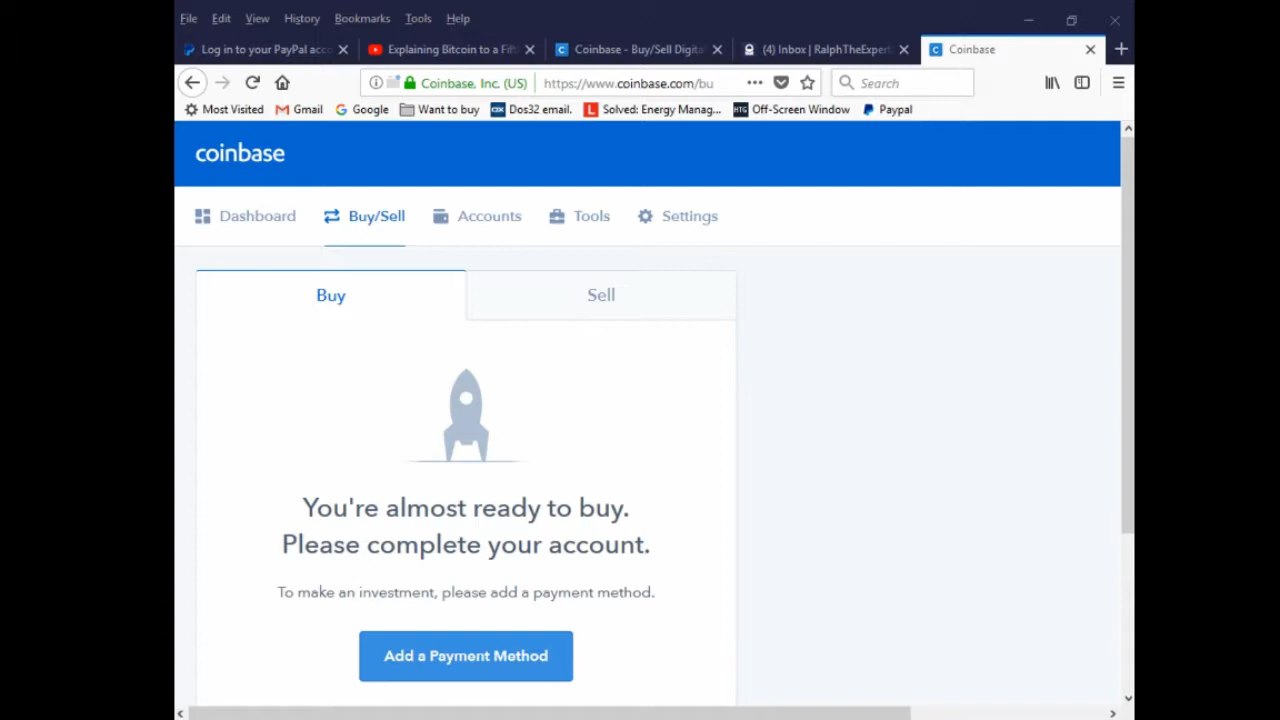 File Edit View History Bookmarks Tools Help
Log in to your PayPal acc
Explaining Bitcoin to a Fift
Coinbase - Buy/Sell Digita
(4) Inbox | RalphTheExpert
Coinbase
Coinbase, Inc. (US) https://www.coinbase.com/bu Search
Most Visited Gmail Google Want to buy Dos32 email. Solved: Energy Manag... HTG Off-Screen Window Paypal
coinbase
Dashboard Buy/Sell Accounts Tools Settings
Buy Sell
You're almost ready to buy.
Please complete your account.
To make an investment, please add a payment method.
Add a Payment Method